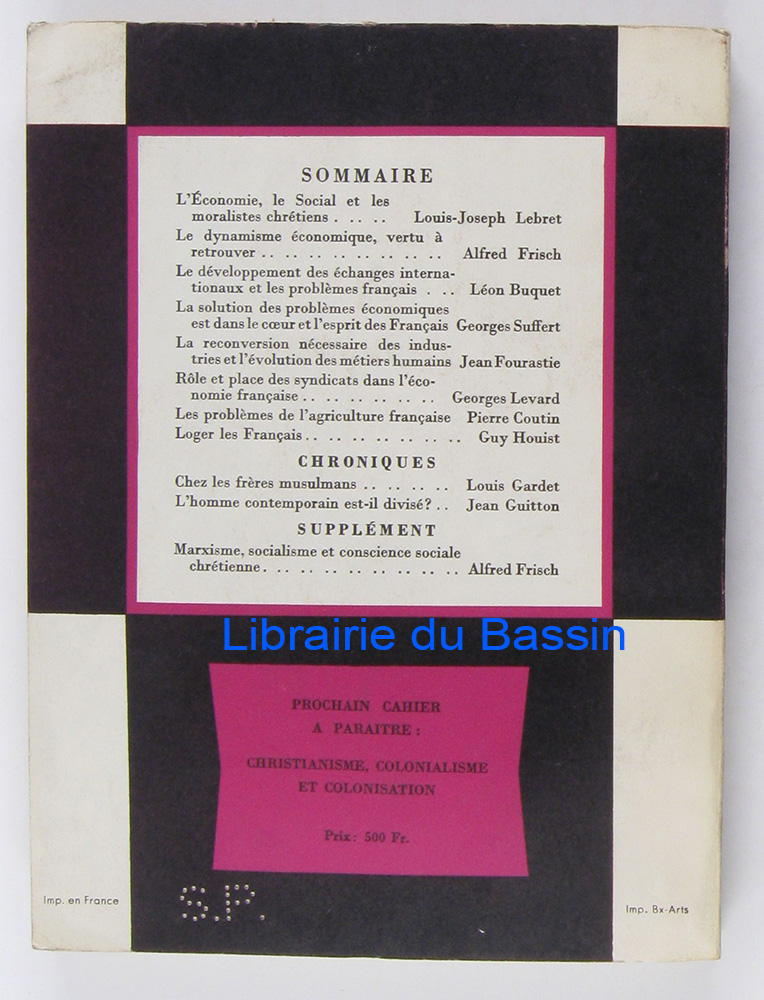 SOMMAIRE
L'Économie, le Social et les
moralistes chrétiens . . . . Louis-Joseph Lebret
Le dynamisme économique, vertu à
retrouver . . . . . . . . . . . . Alfred Frisch
Le développement des échanges interna-
tionaux et les problèmes français . . . Léon Buquet
La solution des problèmes économiques
est dans le cœur et l'esprit des Français Georges Suffert
La reconversion nécessaire des indus-
tries et l'évolution des métiers humains Jean Fourastie
Rôle et place des syndicats dans l'éco-
nomie française . . . . . . . . . Georges Levard
Les problèmes de l'agriculture française Pierre Coutin
Loger les Français . . . . . . . . . . Guy Houist
CHRONIQUES
Chez les frères musulmans . . . . . . Louis Gardet
L'homme contemporain est-il divisé? . . Jean Guitton
SUPPLÉMENT
Marxisme, socialisme et conscience sociale
chrétienne . . . . . . . . . . . . Alfred Frisch
Librairie du Bassin
PROCHAIN CAHIER
A PARAITRE :
CHRISTIANISME, COLONIALISME
ET COLONISATION
Prix : 500 Fr.
Imp. en France
S.P.
Imp. Bx-Arts